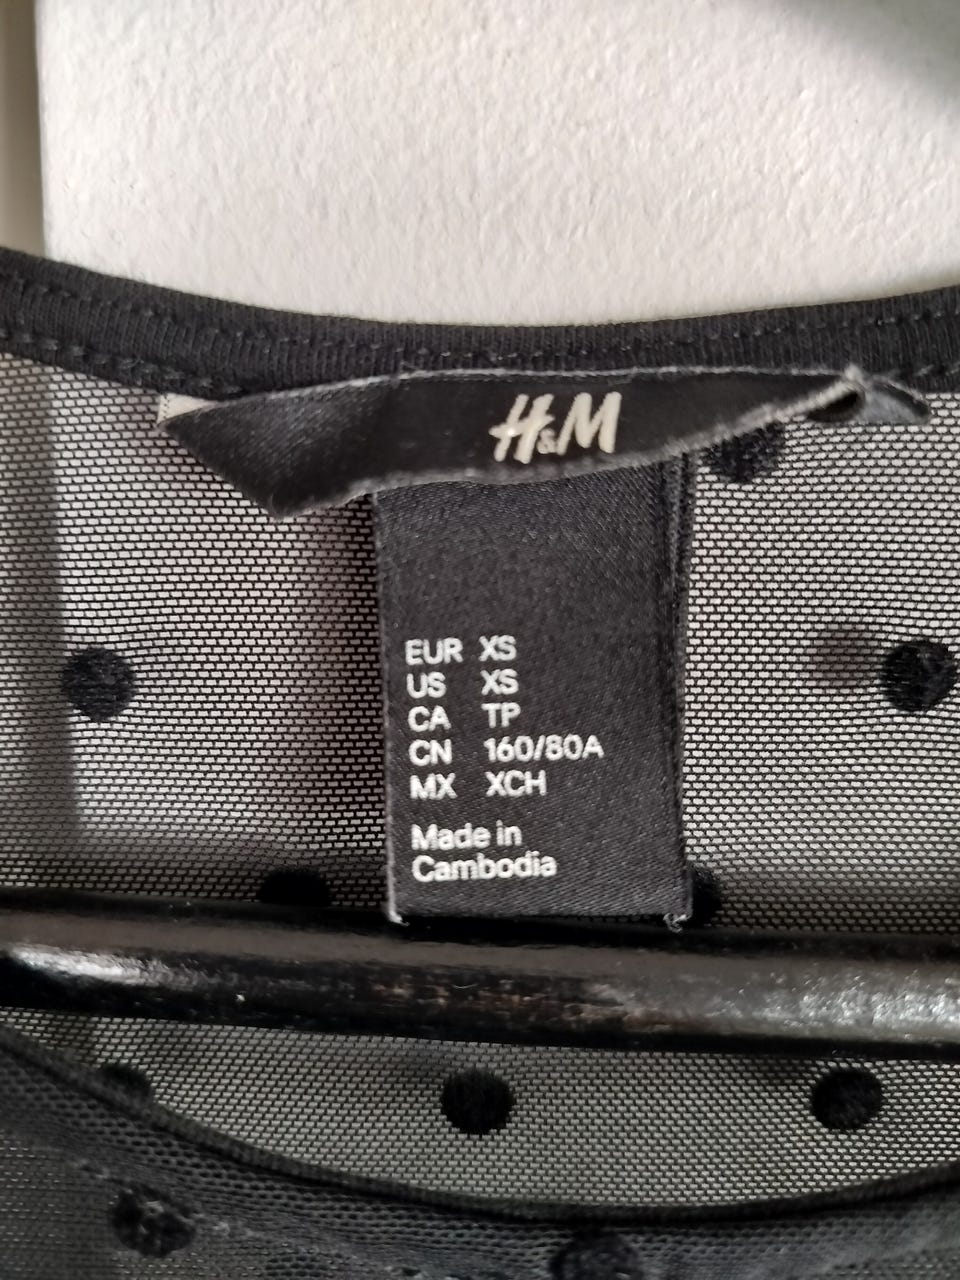 H&M
EUR XS
US XS
CA TP
CN 160/80A
MX XCH
Made in
Cambodia